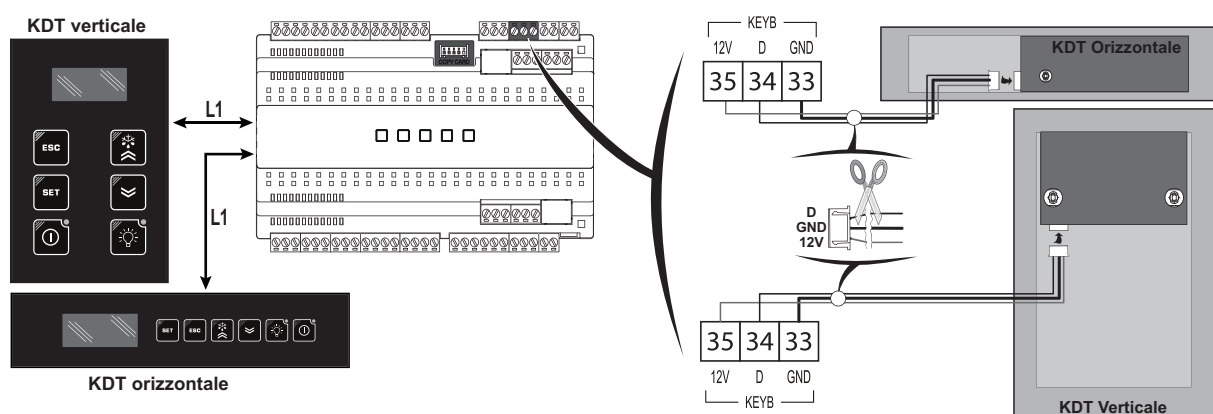 KDT verticale
ESC
SET
L1
L1
COPY CARD
SET
ESC
KDT orizzontale
KEYB
12V D GND
35 34 33
KDT Orizzontale
D
GND
12V
35 34 33
12V D GND
KEYB
KDT Verticale